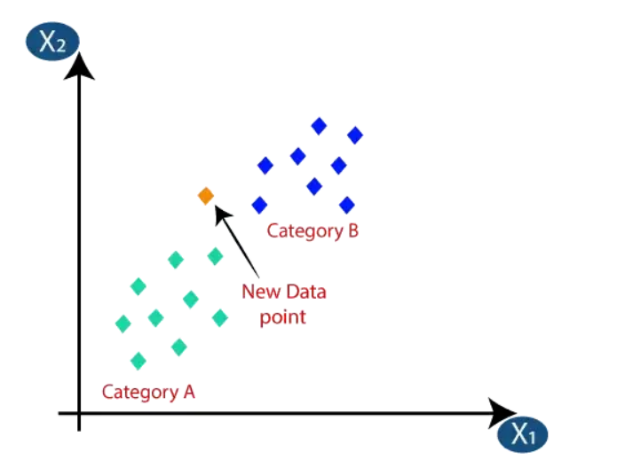 X₂
Category B
New Data
point
Category A
X₁